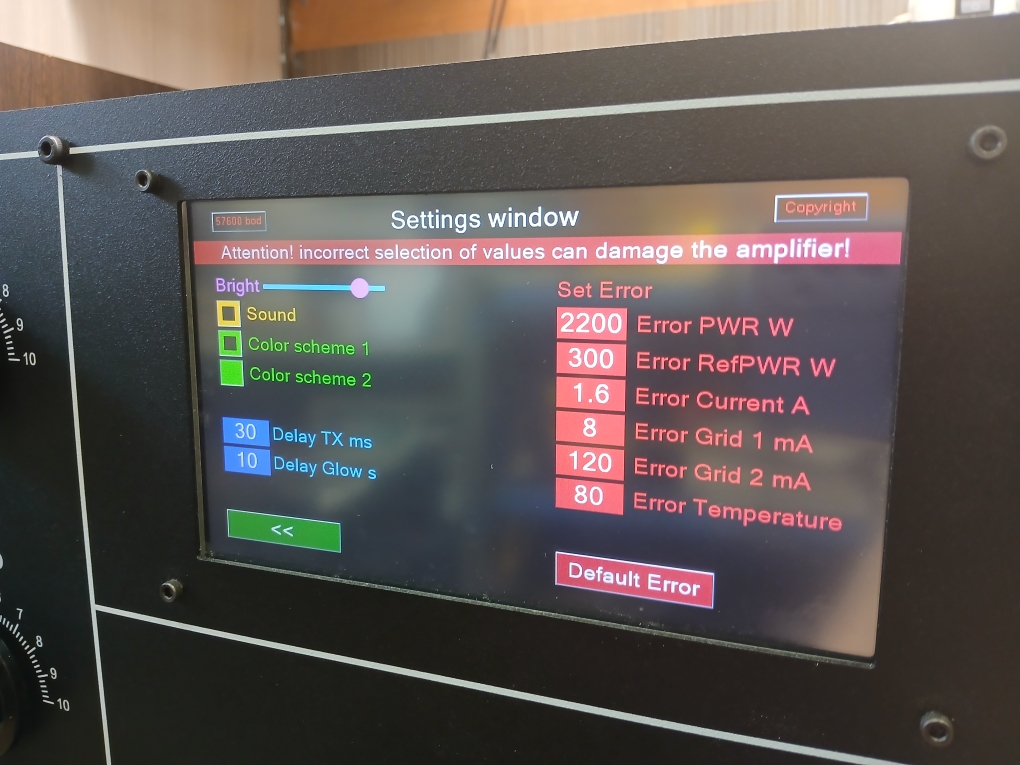 57600 bod
Settings window
Copyright
Attention! incorrect selection of values can damage the amplifier!
Bright
Sound
Color scheme 1
Color scheme 2
30 Delay TX ms
10 Delay Glow s
<<
Set Error
2200 Error PWR W
300 Error RefPWR W
1.6 Error Current A
8 Error Grid 1 mA
120 Error Grid 2 mA
80 Error Temperature
Default Error
8
9
10
7
8
9
10